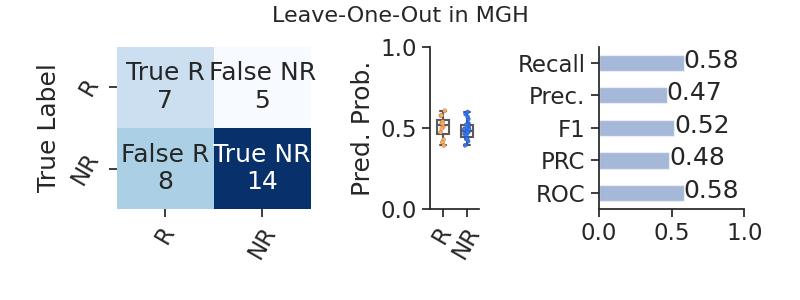 Leave-One-Out in MGH
True Label
R
NR
True R
7
False NR
5
False R
8
True NR
14
R
NR
Pred. Prob.
1.0
0.5
0.0
R
NR
Recall
0.58
Prec.
0.47
F1
0.52
PRC
0.48
ROC
0.58
0.0
0.5
1.0